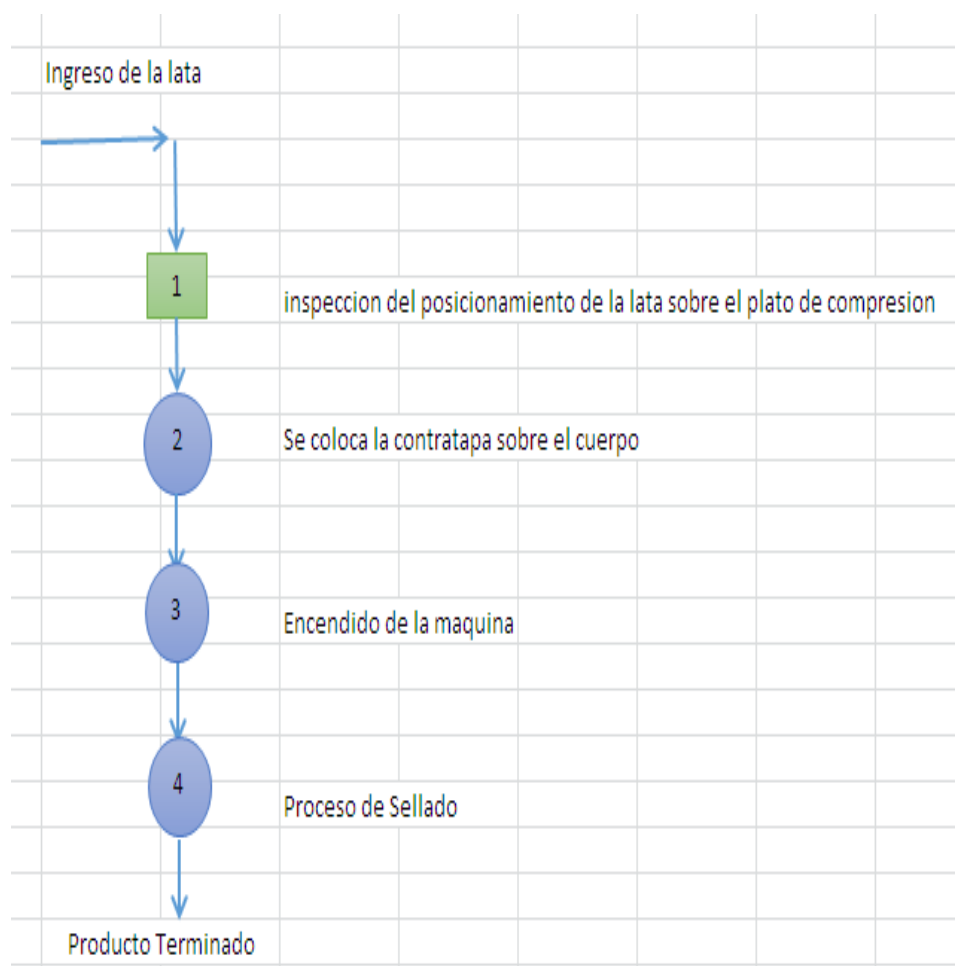 Ingreso de la lata
1
inspeccion del posicionamiento de la lata sobre el plato de compresion
2
Se coloca la contratapa sobre el cuerpo
3
Encendido de la maquina
4
Proceso de Sellado
Producto Terminado